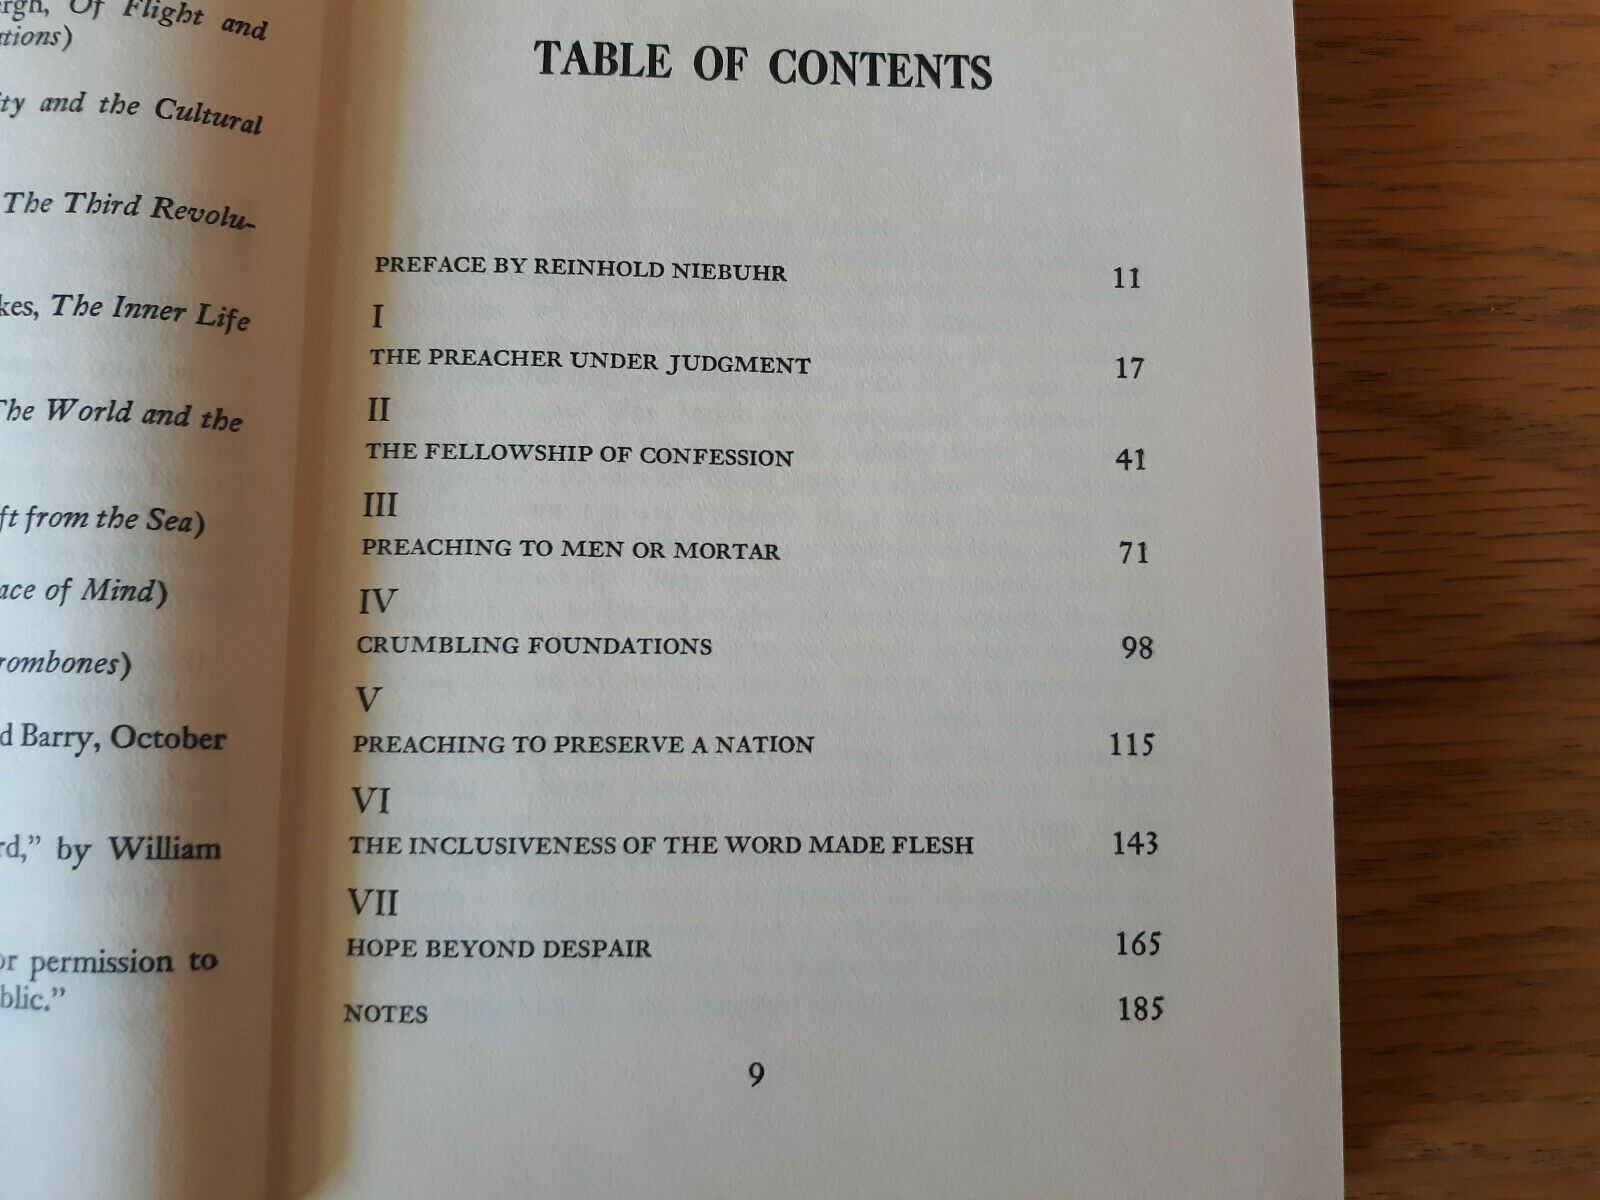 Of Flight and
ations)
ity and the Cultural
The Third Revolu-
kes, The Inner Life
The World and the
ft from the Sea)
ace of Mind)
rombones)
d Barry, October
rd," by William
or permission to
blic."
TABLE OF CONTENTS
PREFACE BY REINHOLD NIEBUHR 11
I
THE PREACHER UNDER JUDGMENT 17
II
THE FELLOWSHIP OF CONFESSION 41
III
PREACHING TO MEN OR MORTAR 71
IV
CRUMBLING FOUNDATIONS 98
V
PREACHING TO PRESERVE A NATION 115
VI
THE INCLUSIVENESS OF THE WORD MADE FLESH 143
VII
HOPE BEYOND DESPAIR 165
NOTES 185
9